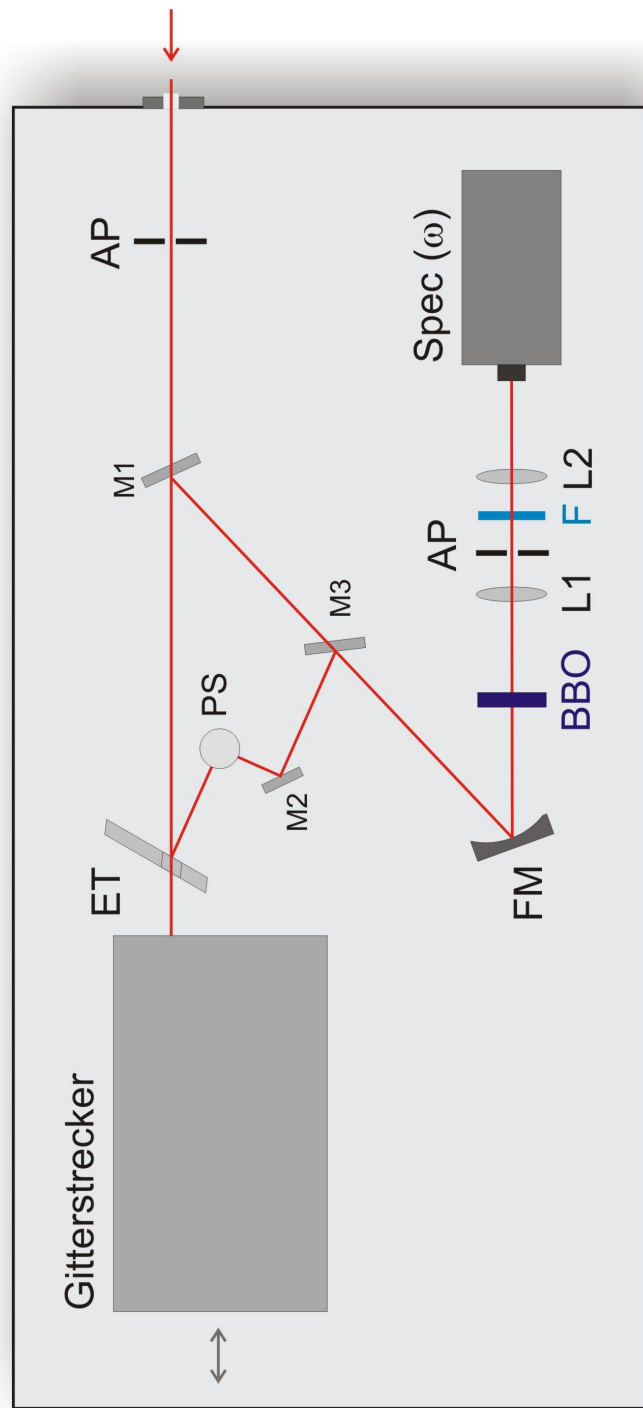 Gitterstrecker
ET
M1
AP
PS
M2
M3
AP
Spec (ω)
FM
BBO
L1
F
L2